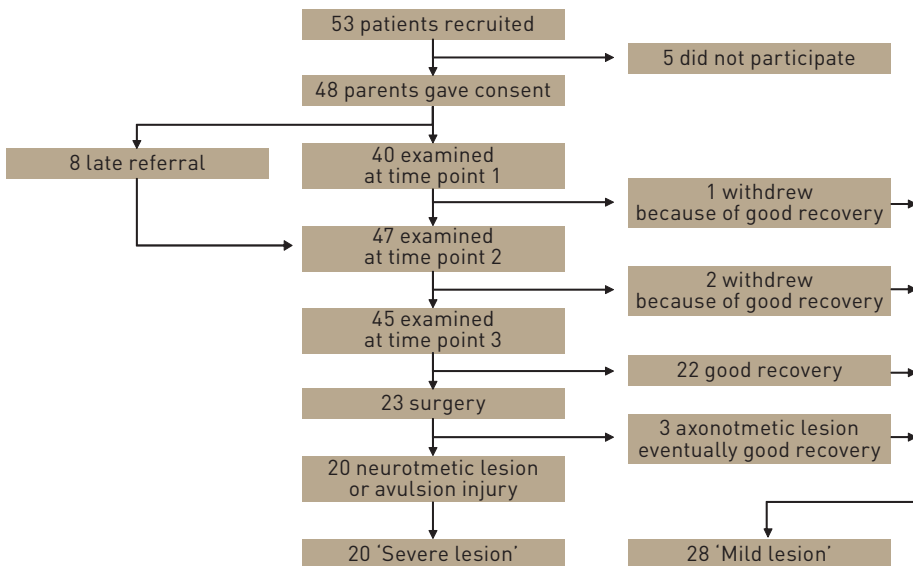 53 patients recruited
5 did not participate
48 parents gave consent
8 late referral
40 examined
at time point 1
1 withdrew
because of good recovery
47 examined
at time point 2
2 withdrew
because of good recovery
45 examined
at time point 3
22 good recovery
23 surgery
3 axonotmetic lesion
eventually good recovery
20 neurotmetic lesion
or avulsion injury
20 ‘Severe lesion’
28 ‘Mild lesion’